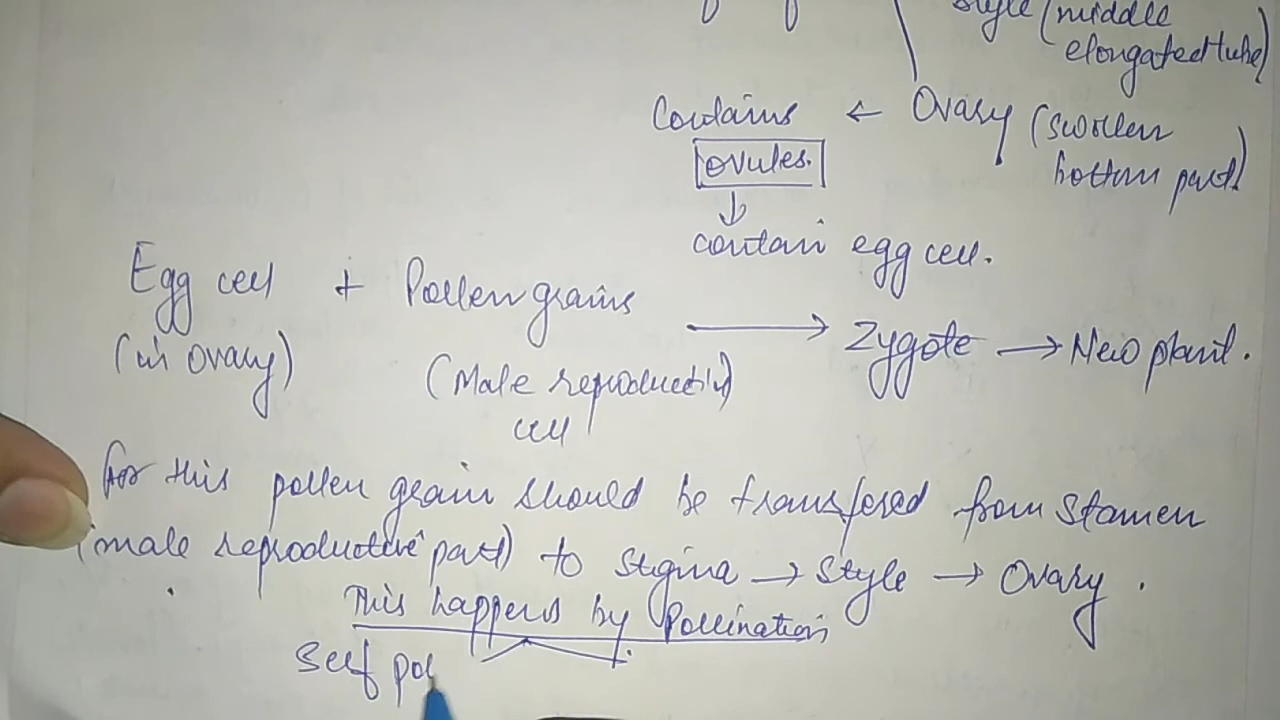 style (middle
elongated tube)
Contains ← Ovary (swollen
bottom part)
ovules.
↓
contain egg cell.
Egg cell + Pollen grains → Zygote → New plant.
(in ovary) (Male reproductive
cell
for this pollen grain should be transfered from stamen
(male reproductive part) to stigma → style → Ovary.
This happens by Pollination
Self pol